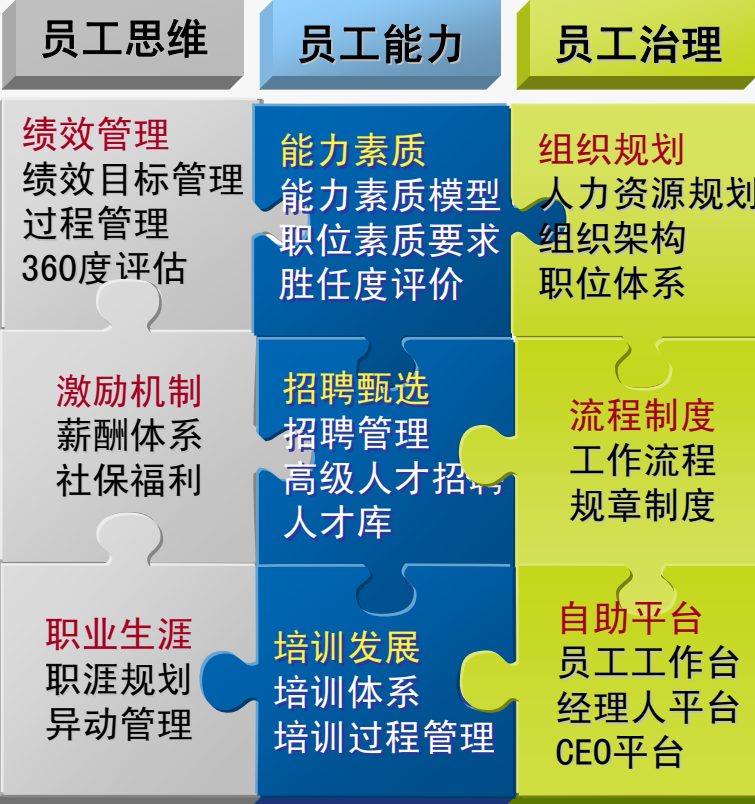 员工思维
员工能力
员工治理
绩效管理
绩效目标管理
过程管理
360度评估
能力素质
能力素质模型
职位素质要求
胜任度评价
组织规划
人力资源规划
组织架构
职位体系
激励机制
薪酬体系
社保福利
招聘甄选
招聘管理
高级人才招聘
人才库
流程制度
工作流程
规章制度
职业生涯
职涯规划
异动管理
培训发展
培训体系
培训过程管理
自助平台
员工工作台
经理人平台
CEO平台